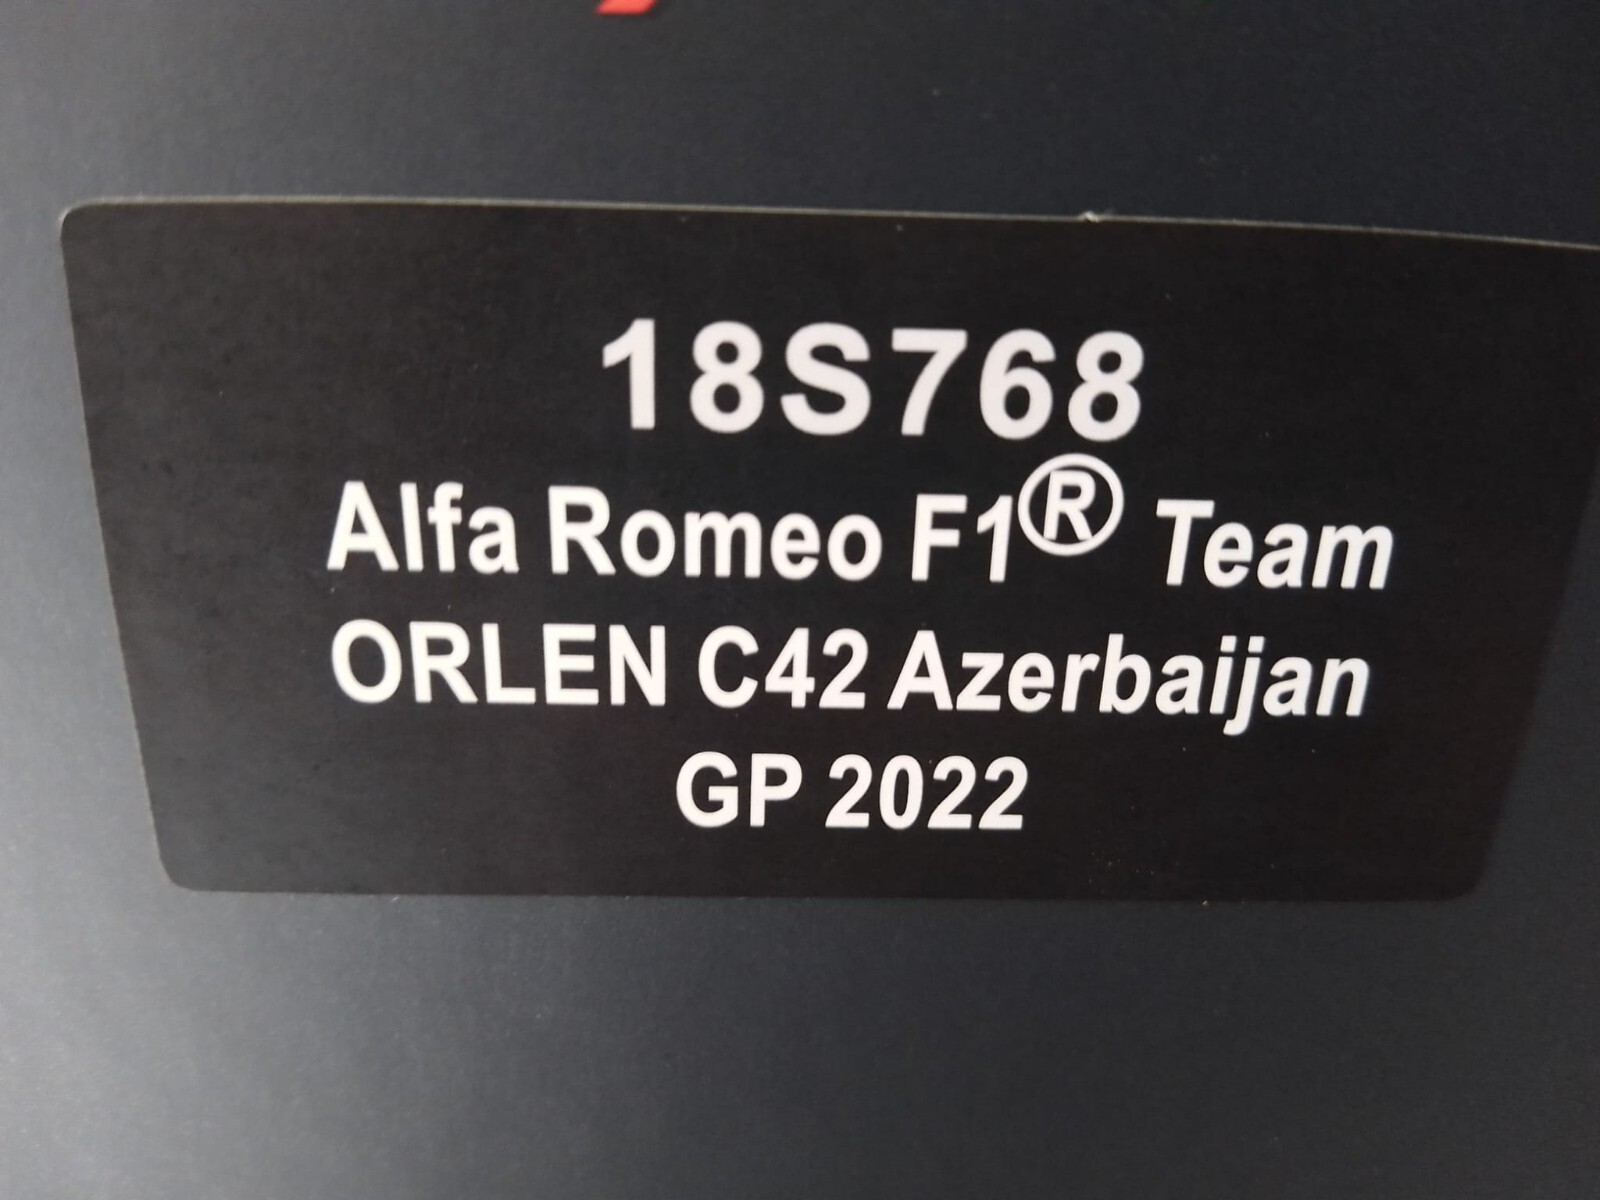 18S768
Alfa Romeo F1® Team
ORLEN C42 Azerbaijan
GP 2022